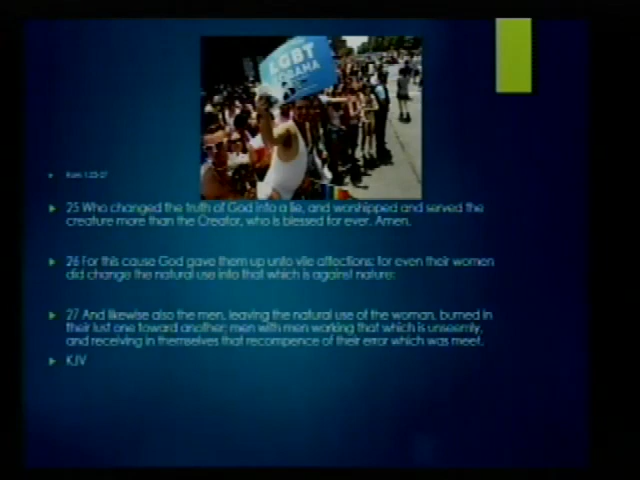 LGBT
OBAMA
Rom 1:25-27
25 Who changed the truth of God into a lie, and worshipped and served the
creature more than the Creator, who is blessed for ever. Amen.
26 For this cause God gave them up unto vile affections: for even their women
did change the natural use into that which is against nature:
27 And likewise also the men, leaving the natural use of the woman, burned in
their lust one toward another; men with men working that which is unseemly,
and receiving in themselves that recompence of their error which was meet.
KJV